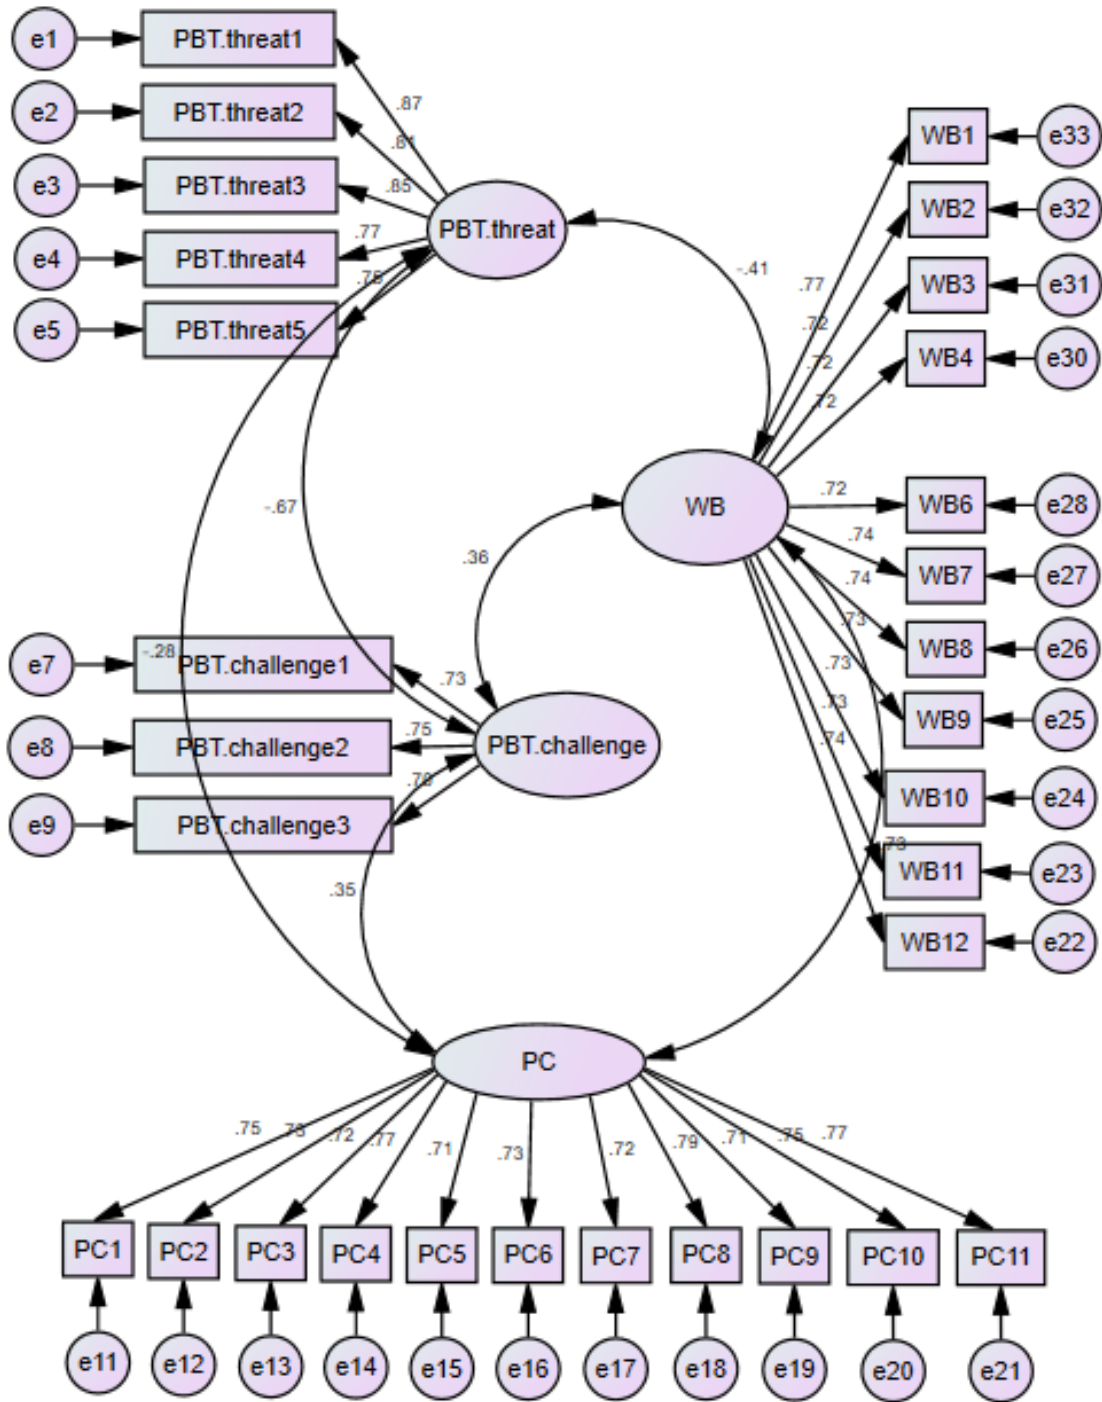 e1 PBT.threat1
.87
e2 PBT.threat2
.81
e3 PBT.threat3
.85
PBT.threat
e4 PBT.threat4
.77
e5 PBT.threat5
-.41
WB1 e33
WB2 e32
WB3 e31
WB4 e30
.77
.72
.72
.72
WB
.72
WB6 e28
.74
WB7 e27
.74
WB8 e26
.73
WB9 e25
.73
WB10 e24
.73
WB11 e23
.74
WB12 e22
.73
-.67
.36
-.28
e7 PBT.challenge1
.73
e8 PBT.challenge2
.75
PBT.challenge
e9 PBT.challenge3
.35
PC
.75 .73 .72 .77 .71 .73 .72 .79 .71 .75 .77
PC1 PC2 PC3 PC4 PC5 PC6 PC7 PC8 PC9 PC10 PC11
e11 e12 e13 e14 e15 e16 e17 e18 e19 e20 e21